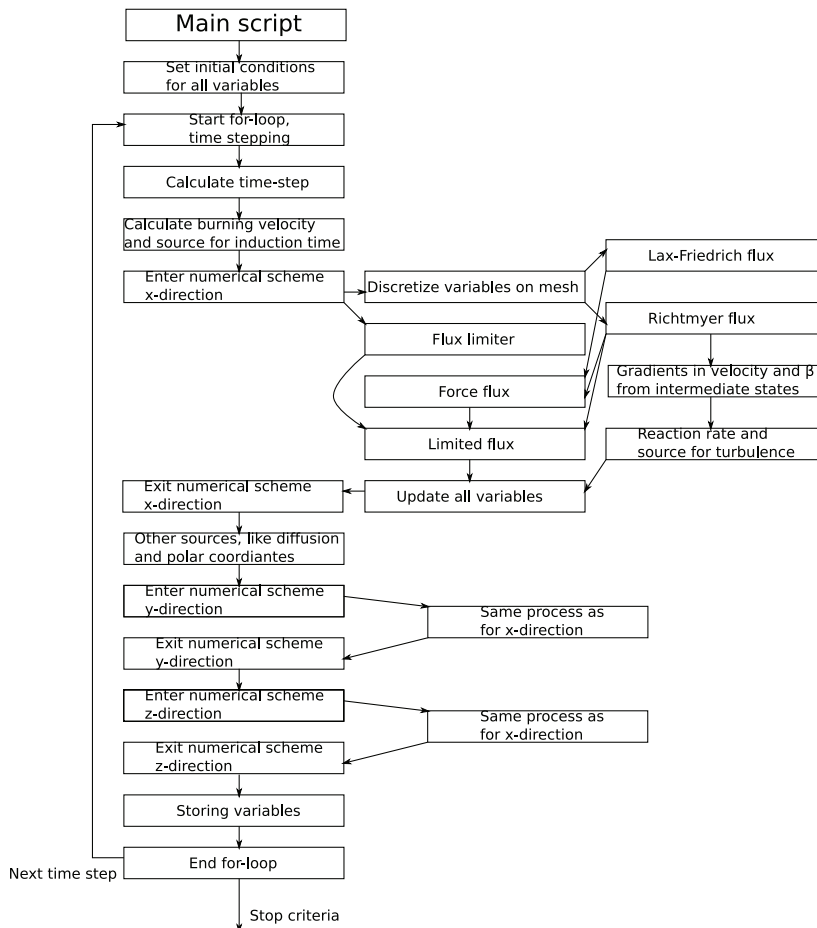 Main script
Set initial conditions
for all variables
Start for-loop,
time stepping
Calculate time-step
Calculate burning velocity
and source for induction time
Enter numerical scheme
x-direction
Discretize variables on mesh
Lax-Friedrich flux
Richtmyer flux
Flux limiter
Gradients in velocity and β
from intermediate states
Force flux
Limited flux
Reaction rate and
source for turbulence
Update all variables
Exit numerical scheme
x-direction
Other sources, like diffusion
and polar coordiantes
Enter numerical scheme
y-direction
Same process as
for x-direction
Exit numerical scheme
y-direction
Enter numerical scheme
z-direction
Same process as
for x-direction
Exit numerical scheme
z-direction
Storing variables
End for-loop
Next time step
Stop criteria